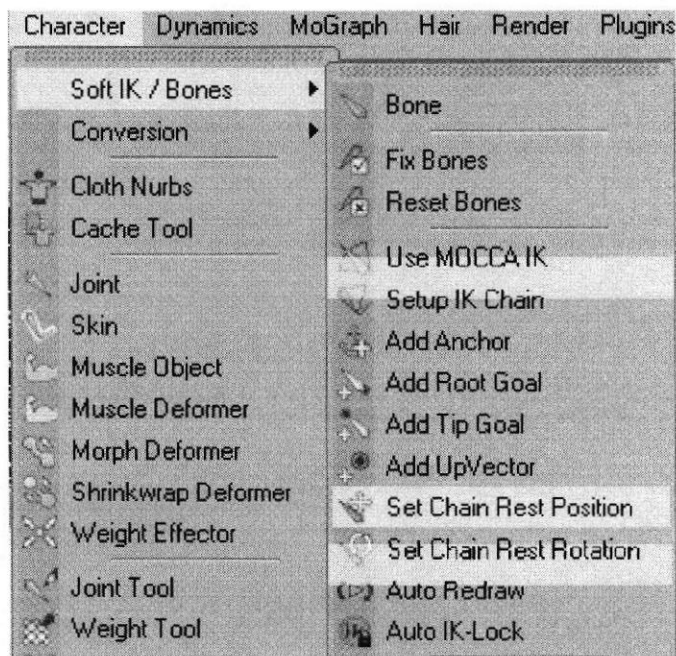 Character Dynamics MoGraph Hair Render Plugins
Soft IK / Bones
Conversion
Cloth Nurbs
Cache Tool
Joint
Skin
Muscle Object
Muscle Deformer
Morph Deformer
Shrinkwrap Deformer
Weight Effector
Joint Tool
Weight Tool
Bone
Fix Bones
Reset Bones
Use MOCCA IK
Setup IK Chain
Add Anchor
Add Root Goal
Add Tip Goal
Add UpVector
Set Chain Rest Position
Set Chain Rest Rotation
Auto Redraw
Auto IK-Lock